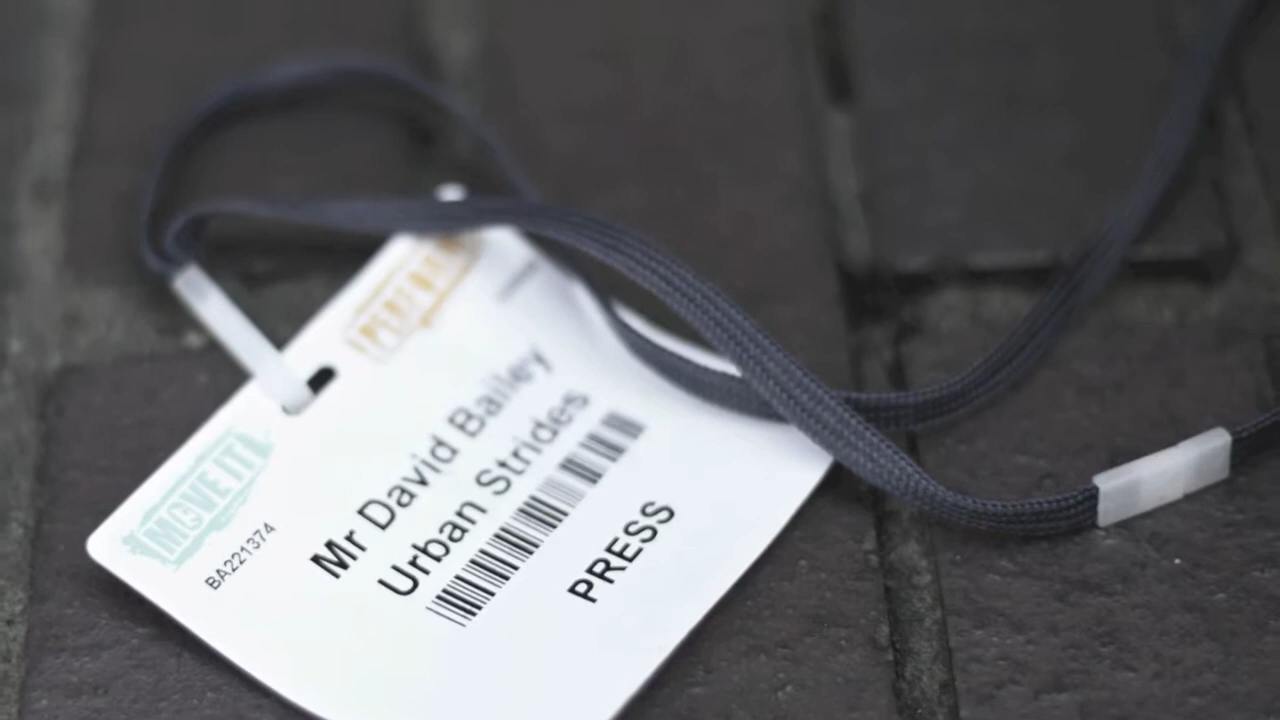 MOVE IT
BA221374
Mr David Bailey
Urban Strides
PRESS